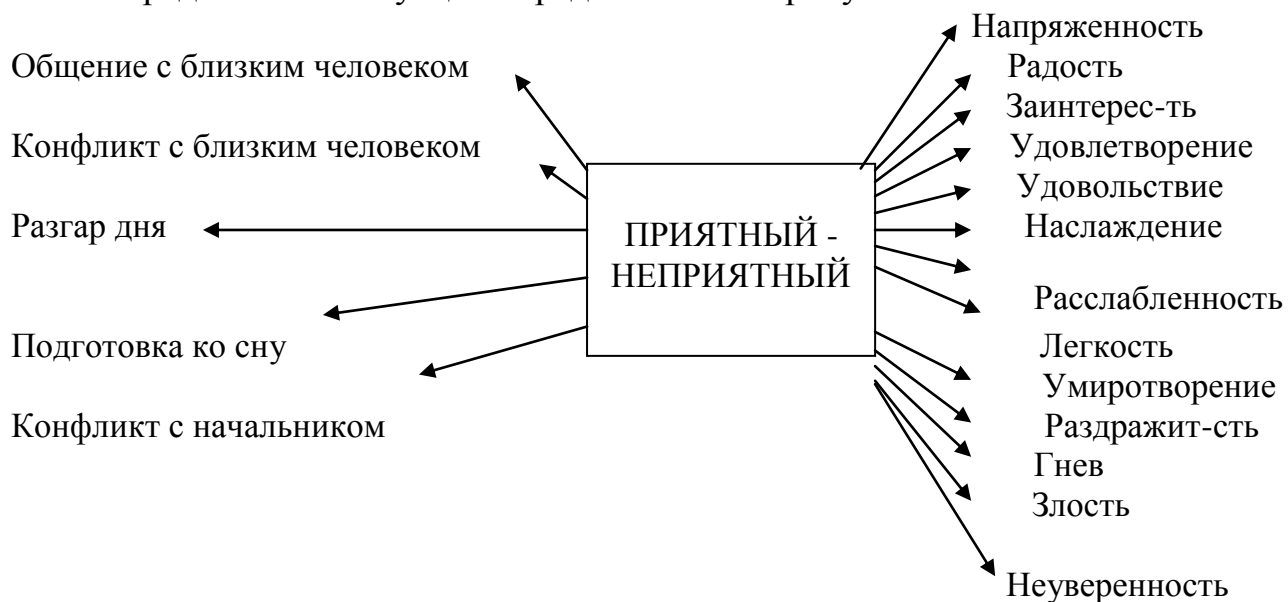 Напряженность
Общение с близким человеком
Радость
Заинтерес-ть
Конфликт с близким человеком
Удовлетворение
Удовольствие
Разгар дня
ПРИЯТНЫЙ -
НЕПРИЯТНЫЙ
Наслаждение
Расслабленность
Подготовка ко сну
Легкость
Умиротворение
Конфликт с начальником
Раздражит-сть
Гнев
Злость
Неуверенность